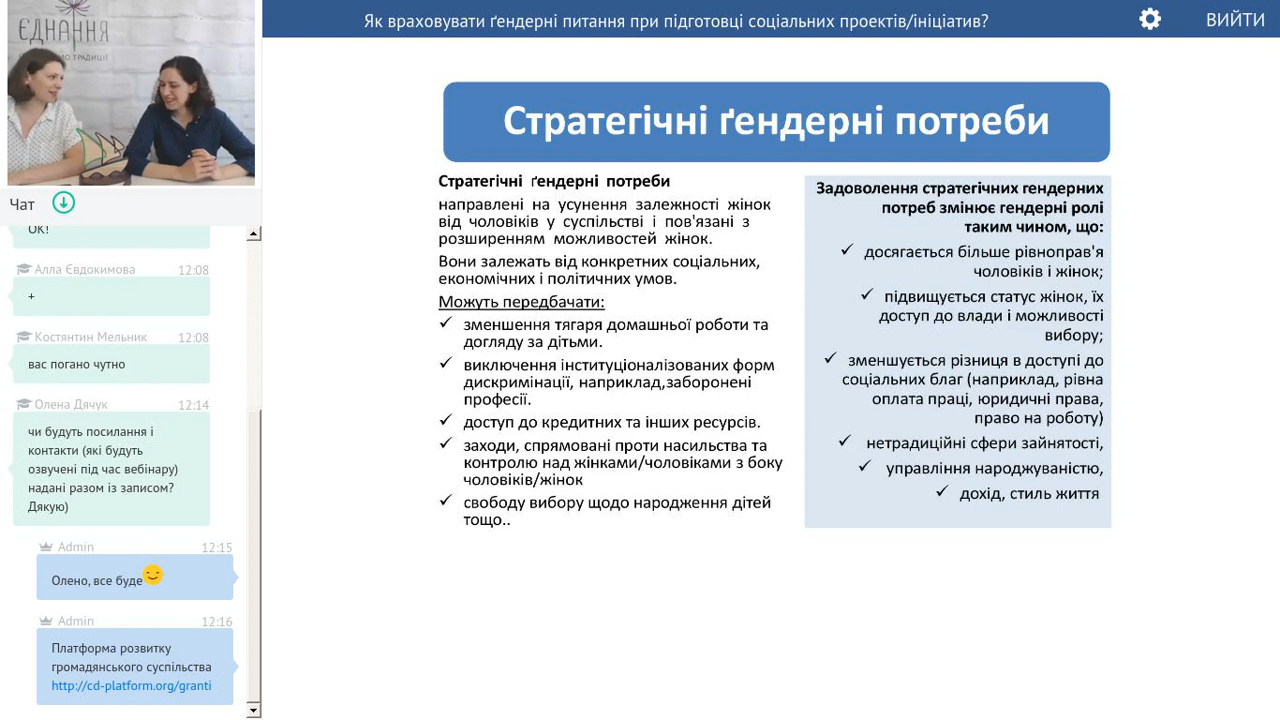 Як враховувати ґендерні питання при підготовці соціальних проектів/ініціатив?
ВИЙТИ
ЄДНАННЯ
ТРАДИЦІЇ
Чат
ОК!
Алла Євдокимова 12:08
+
Костянтин Мельник 12:08
вас погано чутно
Олена Дячук 12:14
чи будуть посилання і
контакти (які будуть
озвучені під час вебінару)
надані разом із записом?
Дякую)
Admin 12:15
Олено, все буде
Admin 12:16
Платформа розвитку
громадянського суспільства
http://cd-platform.org/granti
Стратегічні ґендерні потреби
Стратегічні ґендерні потреби
направлені на усунення залежності жінок
від чоловіків у суспільстві і пов'язані з
розширенням можливостей жінок.
Вони залежать від конкретних соціальних,
економічних і політичних умов.
Можуть передбачати:
✓ зменшення тягаря домашньої роботи та
догляду за дітьми.
✓ виключення інституціоналізованих форм
дискримінації, наприклад,заборонені
професії.
✓ доступ до кредитних та інших ресурсів.
✓ заходи, спрямовані проти насильства та
контролю над жінками/чоловіками з боку
чоловіків/жінок
✓ свободу вибору щодо народження дітей
тощо..
Задоволення стратегічних гендерних
потреб змінює гендерні ролі
таким чином, що:
✓ досягається більше рівноправ'я
чоловіків і жінок;
✓ підвищується статус жінок, їх
доступ до влади і можливості
вибору;
✓ зменшується різниця в доступі до
соціальних благ (наприклад, рівна
оплата праці, юридичні права,
право на роботу)
✓ нетрадиційні сфери зайнятості,
✓ управління народжуваністю,
✓ дохід, стиль життя